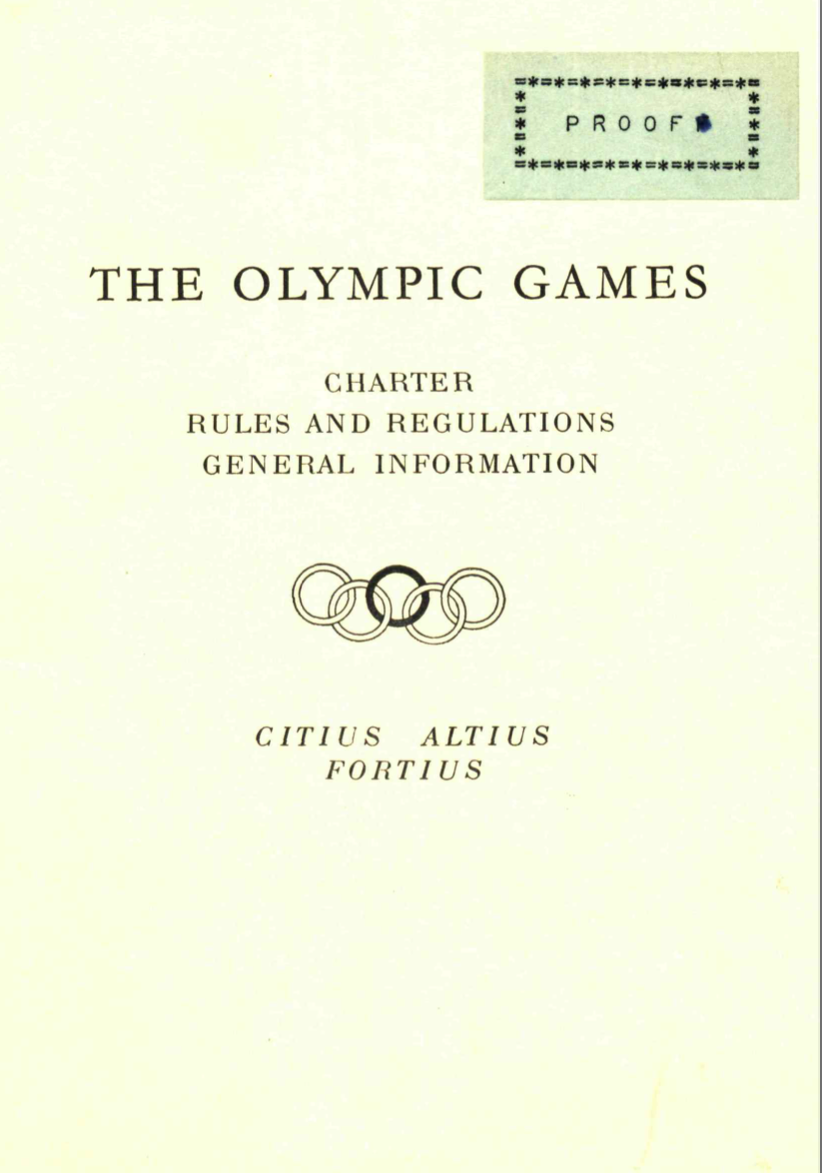 =*=*=*=*=*=*=*=*=*=
PROOF
=*=*=*=*=*=*=*=*=*=
THE OLYMPIC GAMES
CHARTER
RULES AND REGULATIONS
GENERAL INFORMATION
CITIUS ALTIUS
FORTIUS